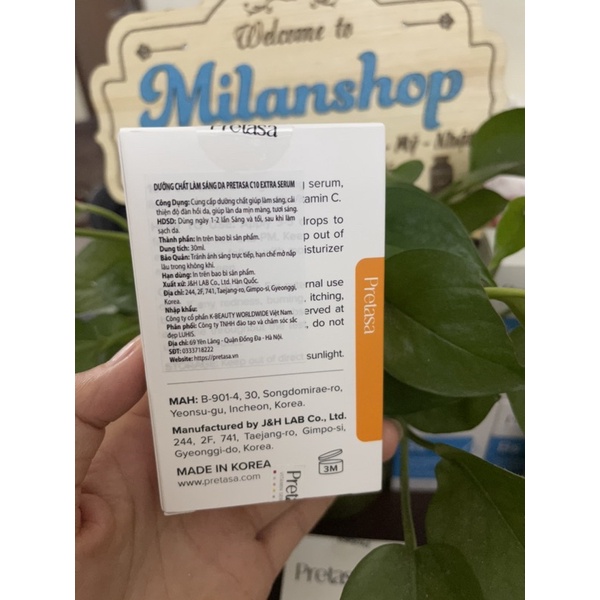 Welcome to
Milanshop
Mỹ - Nhật
Pretasa
DƯỠNG CHẤT LÀM SÁNG DA PRETASA C10 EXTRA SERUM
Công Dụng: Cung cấp dưỡng chất giúp làm sáng, cải
thiện độ đàn hồi da, giúp làn da mịn màng, tươi sáng.
HDSD: Dùng ngày 1-2 lần Sáng và tối, sau khi làm
sạch da.
Thành phần: In trên bao bì sản phẩm.
Dung tích: 30ml.
Bảo Quản: Tránh ánh sáng trực tiếp, hạn chế mở nắp
lâu trong không khí.
Hạn dùng: In trên bao bì sản phẩm.
Xuất xứ: J&H LAB Co., Ltd. Hàn Quốc.
Địa chỉ: 244, 2F, 741, Taejang-ro, Gimpo-si, Gyeonggi,
Korea.
Nhập khẩu:
Công ty cổ phần K-BEAUTY WORLDWIDE Việt Nam.
Phân phối: Công ty TNHH đào tạo và chăm sóc sắc
đẹp LUHIS.
Địa chỉ: 69 Yên Lãng - Quận Đống Đa - Hà Nội.
SĐT: 0333718222
Website: https://pretasa.vn
serum,
amin C.
drops to
out of
isturizer
rnal use
itching,
erved at
, do not
sunlight.
Pretasa
MAH: B-901-4, 30, Songdomirae-ro,
Yeonsu-gu, Incheon, Korea.
Manufactured by J&H LAB Co., Ltd.
244, 2F, 741, Taejang-ro, Gimpo-si,
Gyeonggi-do, Korea.
MADE IN KOREA
www.pretasa.com
Preta
3M
Pretasa